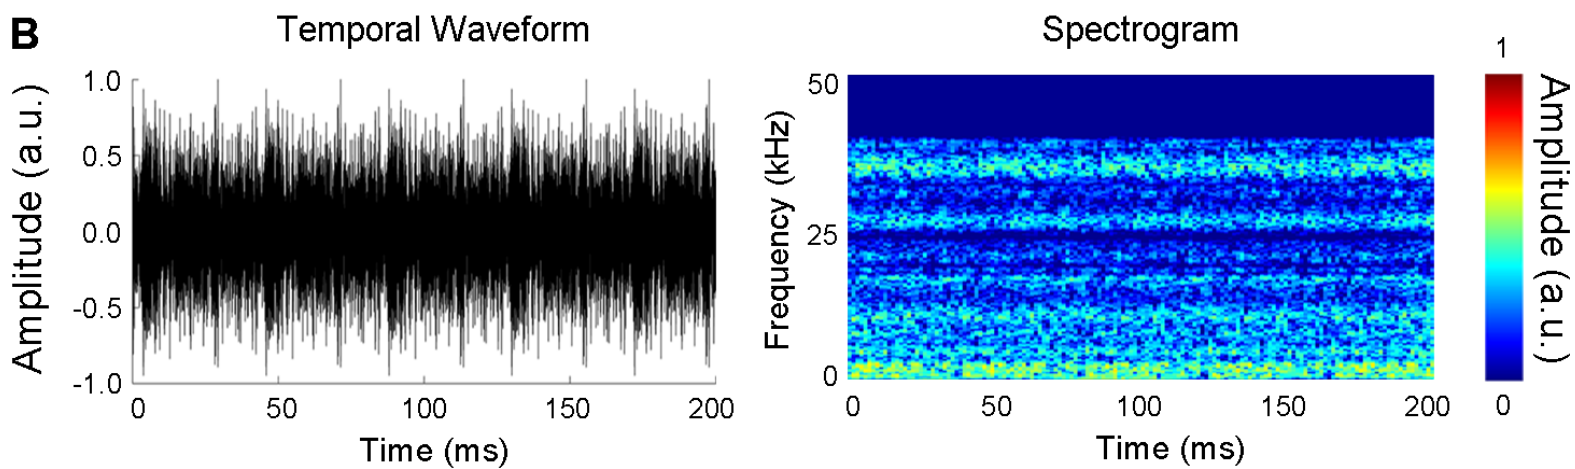 B
Temporal Waveform
Amplitude (a.u.)
1.0
0.5
0.0
-0.5
-1.0
0 50 100 150 200
Time (ms)
Spectrogram
Frequency (kHz)
50
25
0
0 50 100 150 200
Time (ms)
1
0
Amplitude (a.u.)